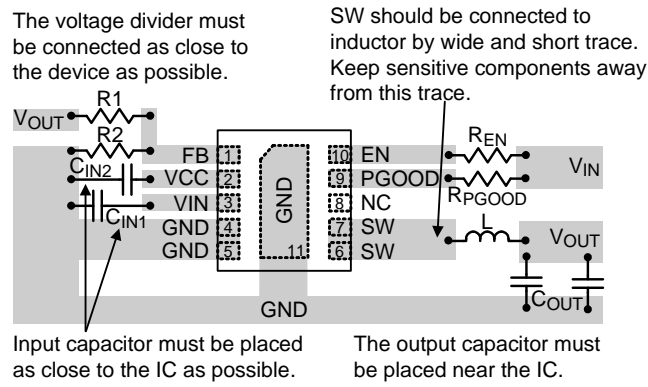 The voltage divider must
be connected as close to
the device as possible.
SW should be connected to
inductor by wide and short trace.
Keep sensitive components away
from this trace.
VOUT
R1
R2
CIN2
CIN1
FB 1
VCC 2
VIN 3
GND 4
GND 5
GND
11
10 EN
9 PGOOD
8 NC
7 SW
6 SW
REN
RPGOOD
VIN
L
VOUT
COUT
GND
Input capacitor must be placed
as close to the IC as possible.
The output capacitor must
be placed near the IC.